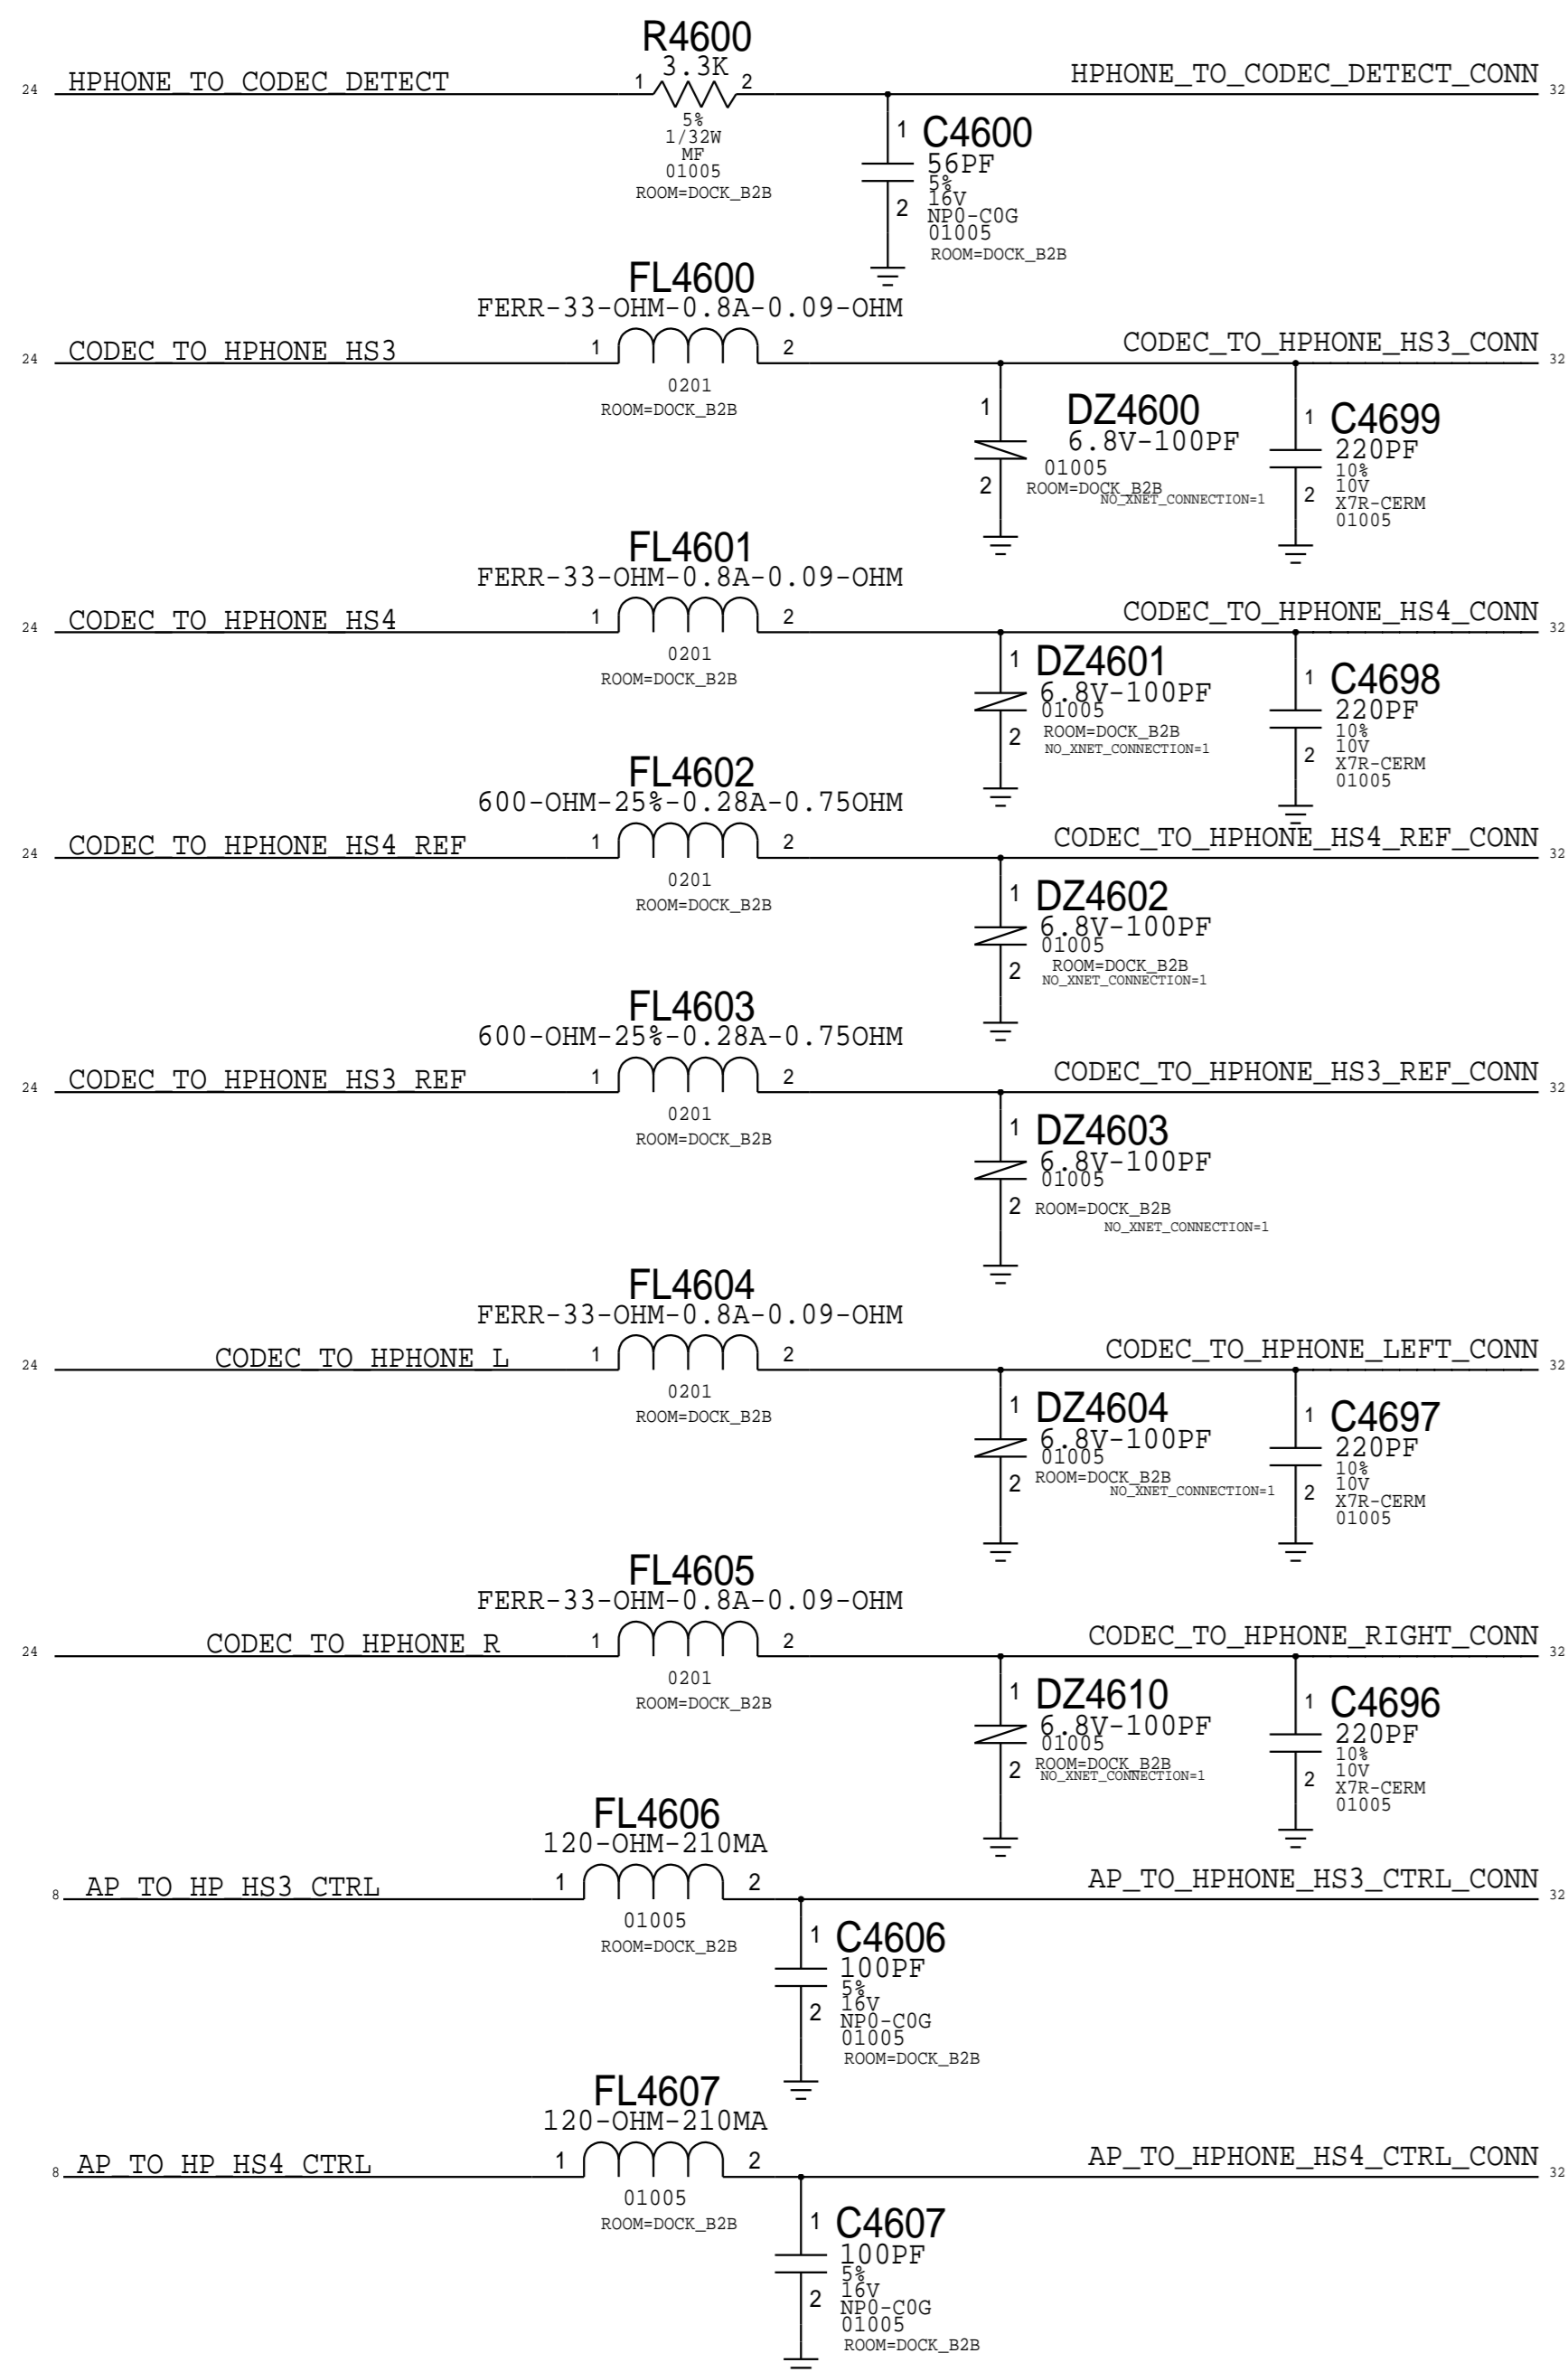 R4600
3.3K
24 HPHONE_TO_CODEC_DETECT 1 2 HPHONE_TO_CODEC_DETECT_CONN 32
5%
1/32W
MF
01005
ROOM=DOCK_B2B
1 C4600
56PF
5%
16V
2 NP0-C0G
01005
ROOM=DOCK_B2B
FL4600
FERR-33-OHM-0.8A-0.09-OHM
24 CODEC_TO_HPHONE_HS3 1 2 CODEC_TO_HPHONE_HS3_CONN 32
0201
ROOM=DOCK_B2B
1 DZ4600
6.8V-100PF
01005
2 ROOM=DOCK_B2B
NO_XNET_CONNECTION=1
1 C4699
220PF
10%
10V
2 X7R-CERM
01005
FL4601
FERR-33-OHM-0.8A-0.09-OHM
24 CODEC_TO_HPHONE_HS4 1 2 CODEC_TO_HPHONE_HS4_CONN 32
0201
ROOM=DOCK_B2B
1 DZ4601
6.8V-100PF
01005
2 ROOM=DOCK_B2B
NO_XNET_CONNECTION=1
1 C4698
220PF
10%
10V
2 X7R-CERM
01005
FL4602
600-OHM-25%-0.28A-0.75OHM
24 CODEC_TO_HPHONE_HS4_REF 1 2 CODEC_TO_HPHONE_HS4_REF_CONN 32
0201
ROOM=DOCK_B2B
1 DZ4602
6.8V-100PF
01005
2 ROOM=DOCK_B2B
NO_XNET_CONNECTION=1
FL4603
600-OHM-25%-0.28A-0.75OHM
24 CODEC_TO_HPHONE_HS3_REF 1 2 CODEC_TO_HPHONE_HS3_REF_CONN 32
0201
ROOM=DOCK_B2B
1 DZ4603
6.8V-100PF
01005
2 ROOM=DOCK_B2B
NO_XNET_CONNECTION=1
FL4604
FERR-33-OHM-0.8A-0.09-OHM
24 CODEC_TO_HPHONE_L 1 2 CODEC_TO_HPHONE_LEFT_CONN 32
0201
ROOM=DOCK_B2B
1 DZ4604
6.8V-100PF
01005
2 ROOM=DOCK_B2B
NO_XNET_CONNECTION=1
1 C4697
220PF
10%
10V
2 X7R-CERM
01005
FL4605
FERR-33-OHM-0.8A-0.09-OHM
24 CODEC_TO_HPHONE_R 1 2 CODEC_TO_HPHONE_RIGHT_CONN 32
0201
ROOM=DOCK_B2B
1 DZ4610
6.8V-100PF
01005
2 ROOM=DOCK_B2B
NO_XNET_CONNECTION=1
1 C4696
220PF
10%
10V
2 X7R-CERM
01005
FL4606
120-OHM-210MA
8 AP_TO_HP_HS3_CTRL 1 2 AP_TO_HPHONE_HS3_CTRL_CONN 32
01005
ROOM=DOCK_B2B
1 C4606
100PF
5%
16V
2 NP0-C0G
01005
ROOM=DOCK_B2B
FL4607
120-OHM-210MA
8 AP_TO_HP_HS4_CTRL 1 2 AP_TO_HPHONE_HS4_CTRL_CONN 32
01005
ROOM=DOCK_B2B
1 C4607
100PF
5%
16V
2 NP0-C0G
01005
ROOM=DOCK_B2B